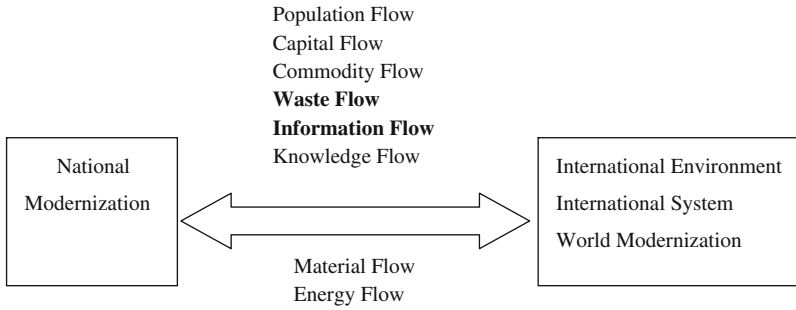 Population Flow
Capital Flow
Commodity Flow
Waste Flow
Information Flow
Knowledge Flow
National
Modernization
International Environment
International System
World Modernization
Material Flow
Energy Flow